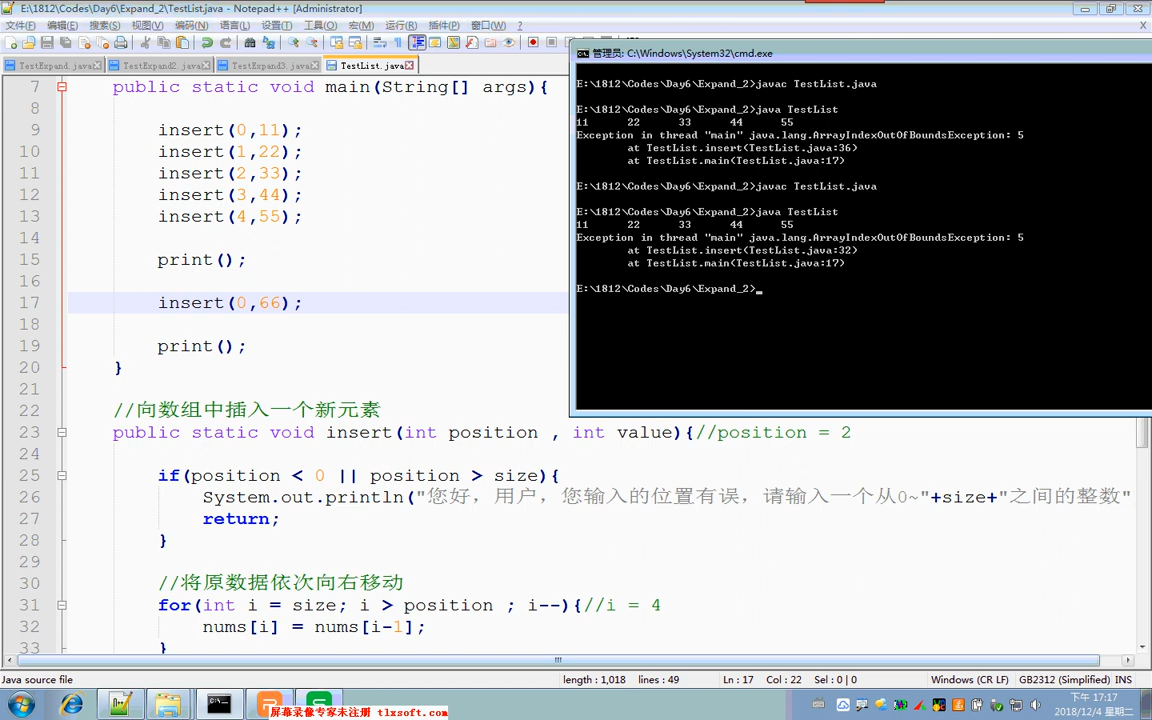 E:\1812\Codes\Day6\Expand_2\TestList.java - Notepad++ [Administrator]
文件(F) 编辑(E) 搜索(S) 视图(V) 编码(N) 语言(L) 设置(T) 工具(O) 宏(M) 运行(R) 插件(P) 窗口(W) ?
TestExpand.java TestExpand2.java TestExpand3.java TestList.java
7 public static void main(String[] args){
8
9 insert(0,11);
10 insert(1,22);
11 insert(2,33);
12 insert(3,44);
13 insert(4,55);
14
15 print();
16
17 insert(0,66);
18
19 print();
20 }
21
22 //向数组中插入一个新元素
23 public static void insert(int position , int value){//position = 2
24
25 if(position < 0 || position > size){
26 System.out.println("您好，用户，您输入的位置有误，请输入一个从0~"+size+"之间的整数"
27 return;
28 }
29
30 //将原数据依次向右移动
31 for(int i = size; i > position ; i--){//i = 4
32 nums[i] = nums[i-1];
33 }
管理员: C:\Windows\System32\cmd.exe
E:\1812\Codes\Day6\Expand_2>javac TestList.java
E:\1812\Codes\Day6\Expand_2>java TestList
11 22 33 44 55
Exception in thread "main" java.lang.ArrayIndexOutOfBoundsException: 5
at TestList.insert(TestList.java:36)
at TestList.main(TestList.java:17)
E:\1812\Codes\Day6\Expand_2>javac TestList.java
E:\1812\Codes\Day6\Expand_2>java TestList
11 22 33 44 55
Exception in thread "main" java.lang.ArrayIndexOutOfBoundsException: 5
at TestList.insert(TestList.java:32)
at TestList.main(TestList.java:17)
E:\1812\Codes\Day6\Expand_2>
Java source file length : 1,018 lines : 49 Ln : 17 Col : 22 Sel : 0 | 0 Windows (CR LF) GB2312 (Simplified) INS
屏幕录像专家未注册 tlxsoft.com
下午 17:17
2018/12/4 星期二